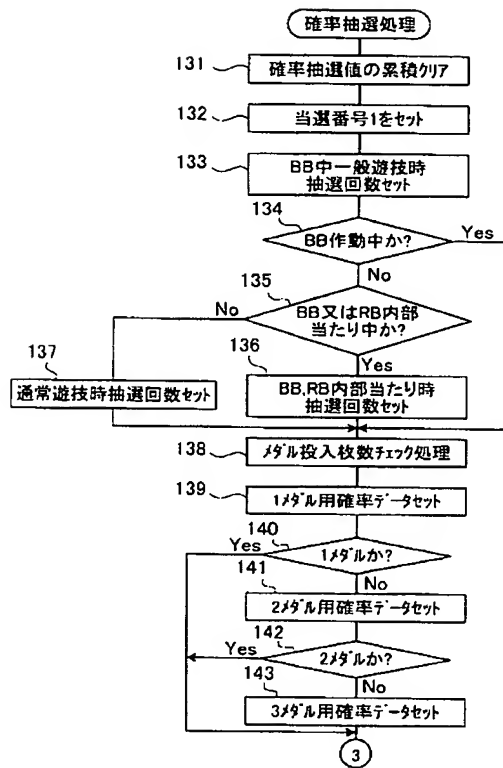 確率抽選処理
131
確率抽選値の累積クリア
132
当選番号1をセット
133
BB中一般遊技時
抽選回数セット
134
BB作動中か?
Yes
No
135
No
BB又はRB内部
当たり中か?
137
136
Yes
通常遊技時抽選回数セット
BB,RB内部当たり時
抽選回数セット
138
メダル投入枚数チェック処理
139
1メダル用確率データセット
140
Yes
1メダルか?
141
No
2メダル用確率データセット
142
Yes
2メダルか?
143
No
3メダル用確率データセット
3